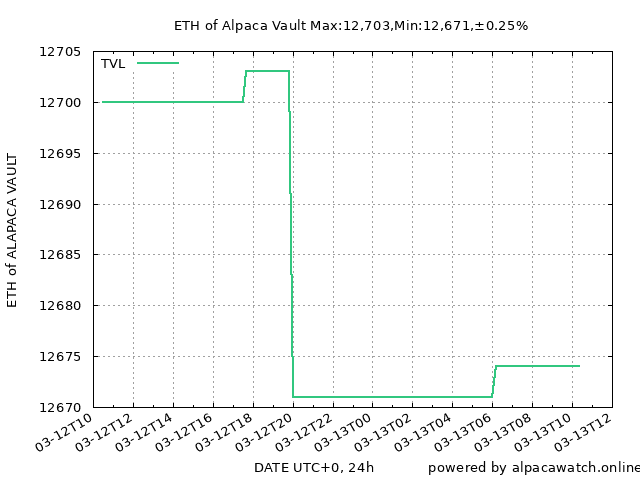 ETH of Alpaca Vault Max:12,703,Min:12,671,±0.25%
TVL
12705
12700
12695
12690
12685
12680
12675
12670
ETH of ALAPACA VAULT
03-12T10
03-12T12
03-12T14
03-12T16
03-12T18
03-12T20
03-12T22
03-13T00
03-13T02
03-13T04
03-13T06
03-13T08
03-13T10
03-13T12
DATE UTC+0, 24h
powered by alpacawatch.online